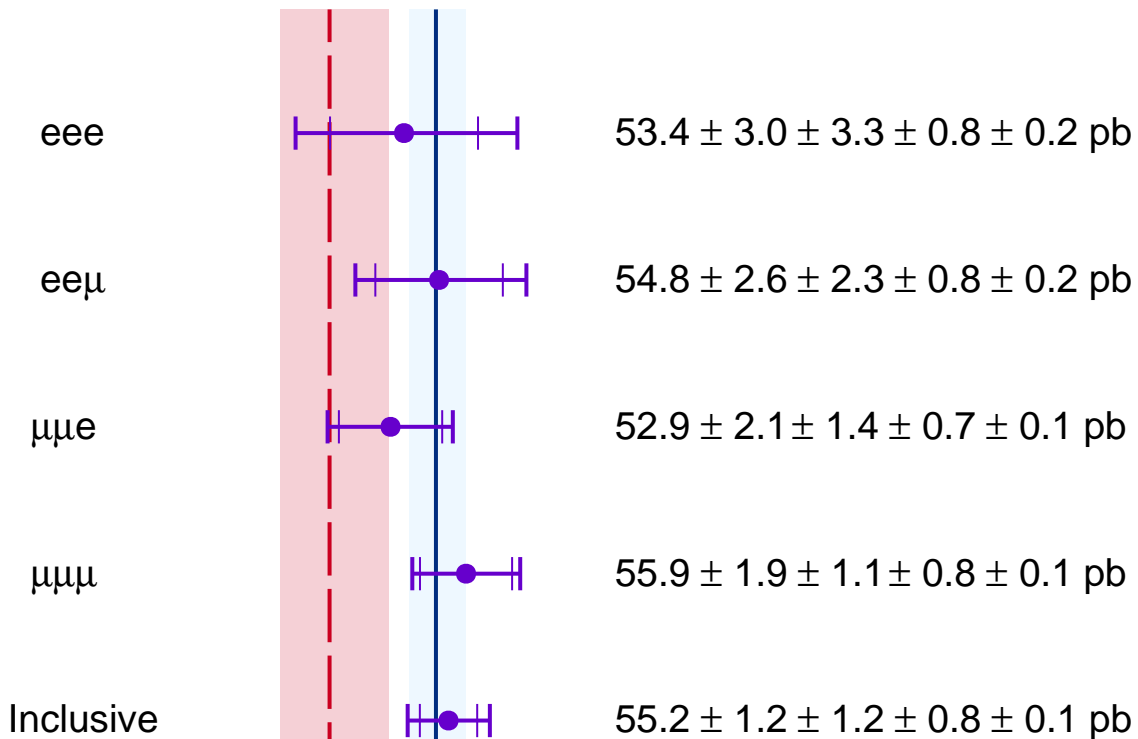 eee 53.4 ± 3.0 ± 3.3 ± 0.8 ± 0.2 pb
eeμ 54.8 ± 2.6 ± 2.3 ± 0.8 ± 0.2 pb
μμe 52.9 ± 2.1 ± 1.4 ± 0.7 ± 0.1 pb
μμμ 55.9 ± 1.9 ± 1.1 ± 0.8 ± 0.1 pb
Inclusive 55.2 ± 1.2 ± 1.2 ± 0.8 ± 0.1 pb